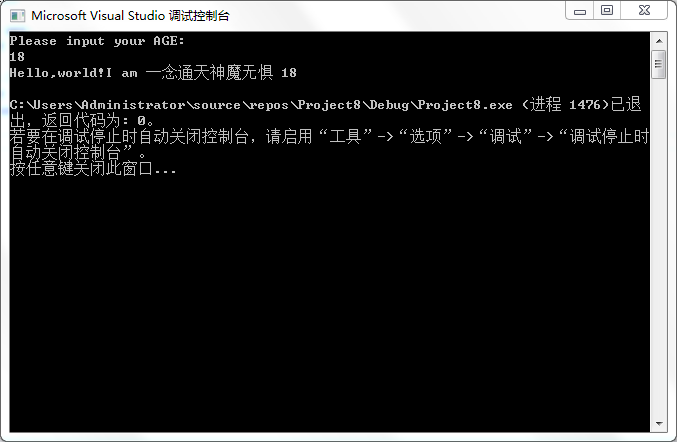 Microsoft Visual Studio 调试控制台
Please input your AGE:
18
Hello,world!I am 一念通天神魔无惧 18
C:\Users\Administrator\source\repos\Project8\Debug\Project8.exe (进程 1476)已退
出，返回代码为: 0。
若要在调试停止时自动关闭控制台，请启用“工具”->“选项”->“调试”->“调试停止时
自动关闭控制台”。
按任意键关闭此窗口...